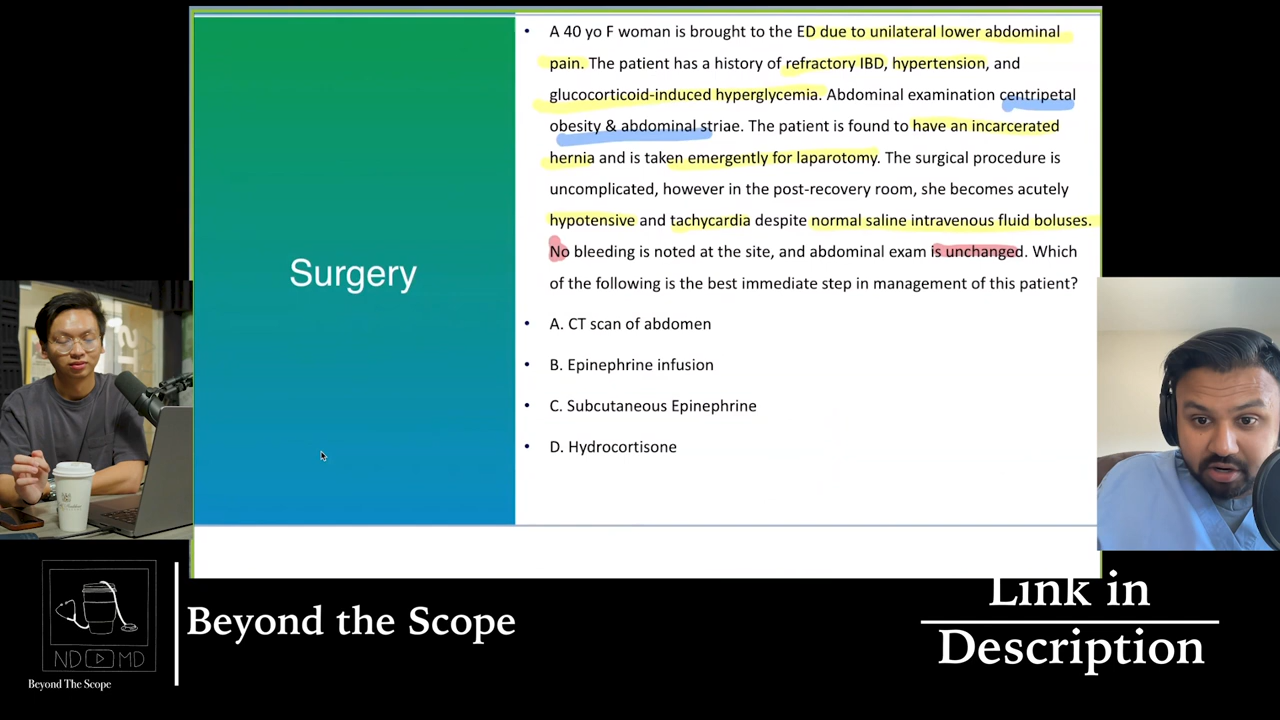 Surgery
• A 40 yo F woman is brought to the ED due to unilateral lower abdominal
pain. The patient has a history of refractory IBD, hypertension, and
glucocorticoid-induced hyperglycemia. Abdominal examination centripetal
obesity & abdominal striae. The patient is found to have an incarcerated
hernia and is taken emergently for laparotomy. The surgical procedure is
uncomplicated, however in the post-recovery room, she becomes acutely
hypotensive and tachycardia despite normal saline intravenous fluid boluses.
No bleeding is noted at the site, and abdominal exam is unchanged. Which
of the following is the best immediate step in management of this patient?
• A. CT scan of abdomen
• B. Epinephrine infusion
• C. Subcutaneous Epinephrine
• D. Hydrocortisone
ND MD
Beyond The Scope
Beyond the Scope
Link in
Description